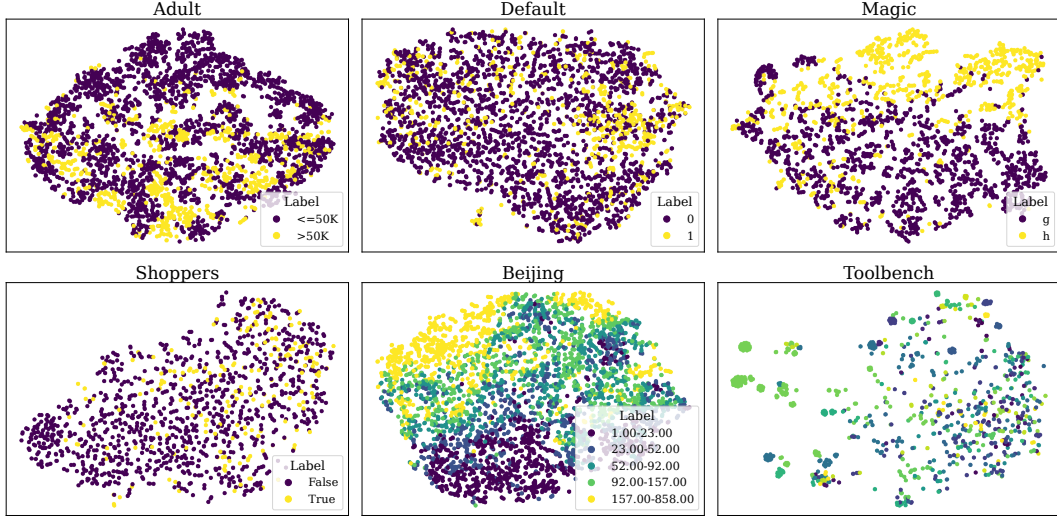 Adult
Default
Magic
Label
<=50K
>50K
Label
0
1
Label
g
h
Shoppers
Beijing
Toolbench
Label
False
True
Label
1.00-23.00
23.00-52.00
52.00-92.00
92.00-157.00
157.00-858.00